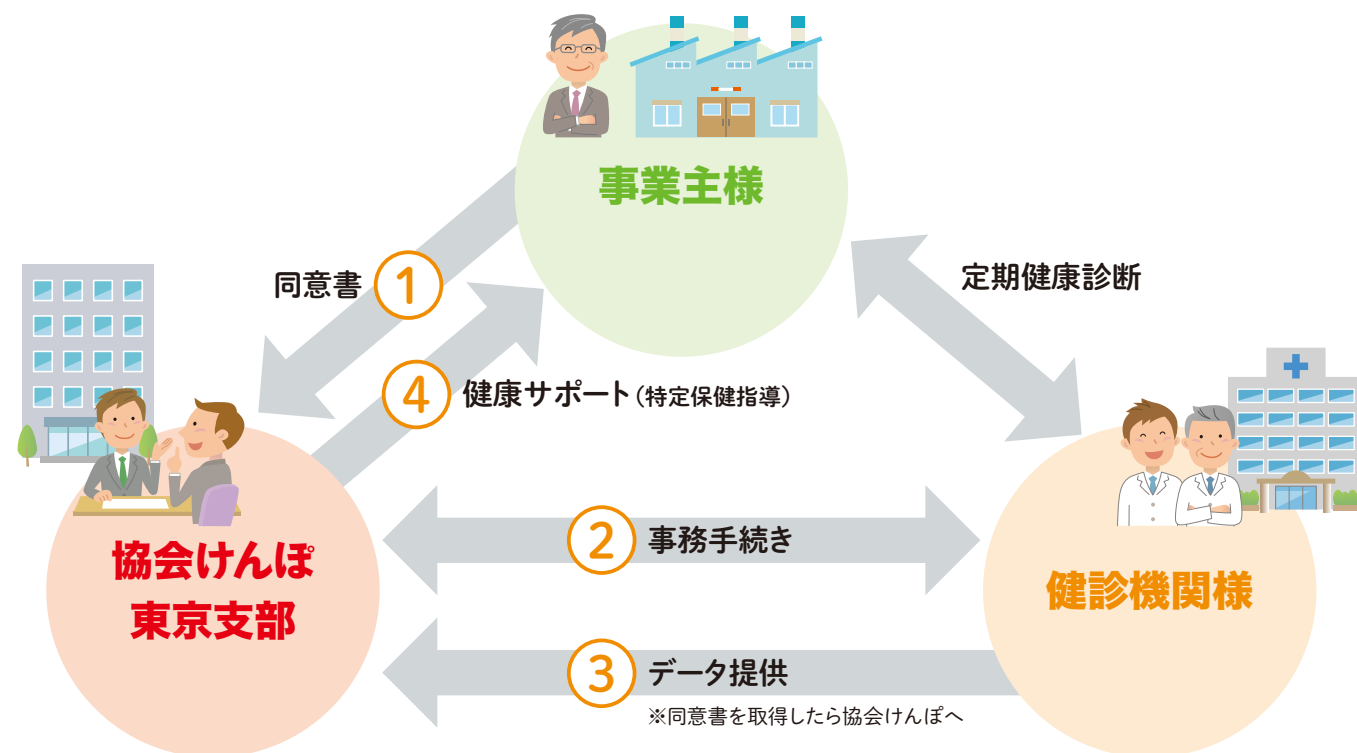 事業主様
同意書 1
定期健康診断
4 健康サポート（特定保健指導）
2 事務手続き
協会けんぽ
東京支部
健診機関様
3 データ提供
※同意書を取得したら協会けんぽへ